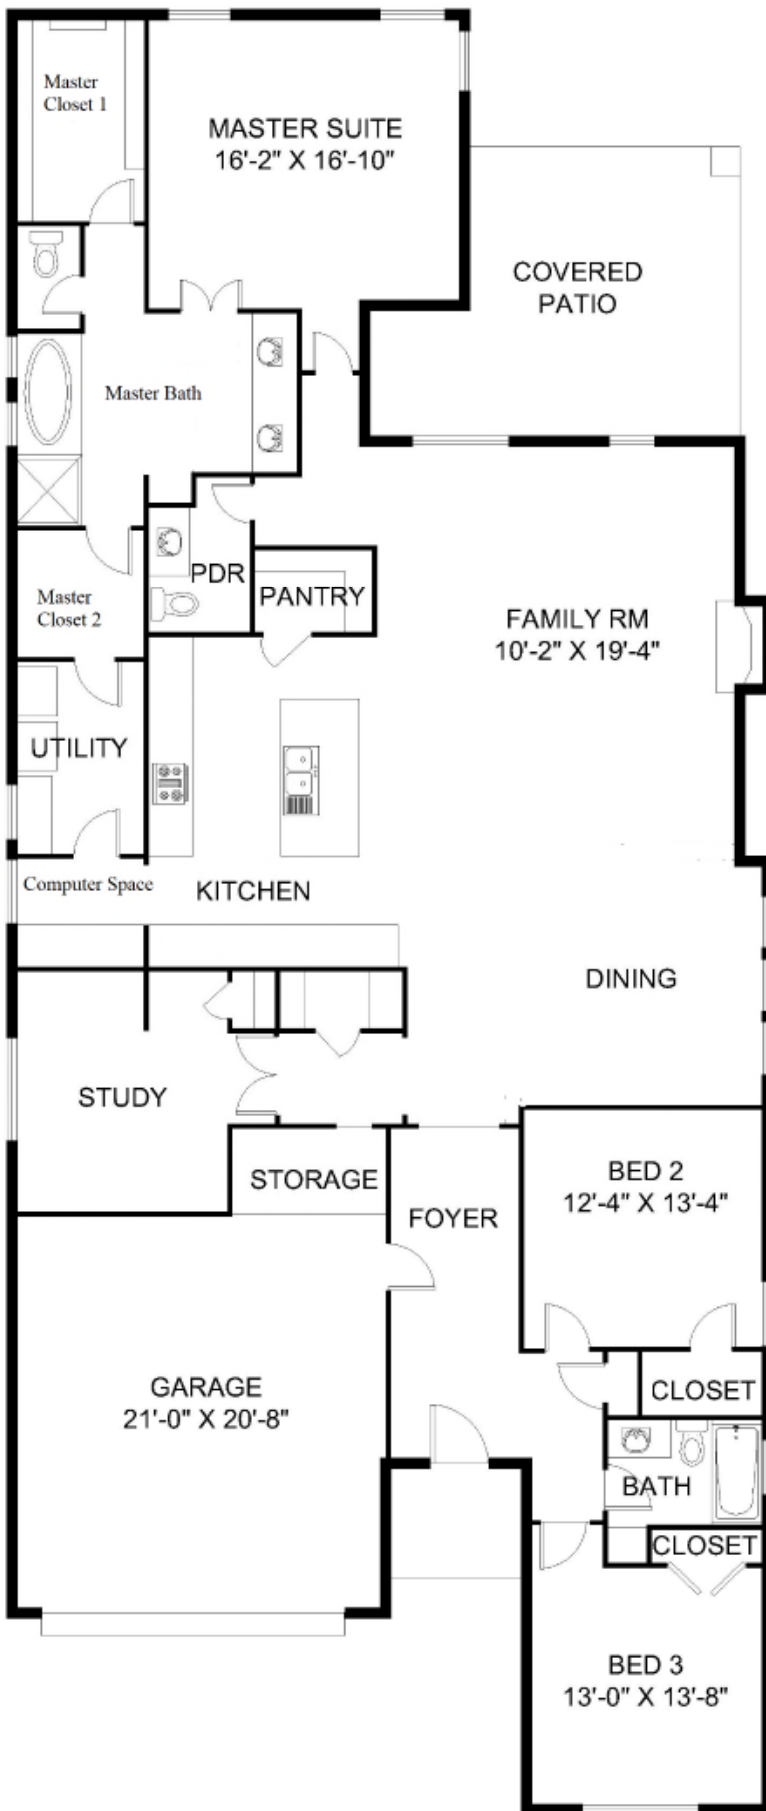 Master
Closet 1
MASTER SUITE
16'-2" X 16'-10"
COVERED
PATIO
Master Bath
PDR
PANTRY
Master
Closet 2
FAMILY RM
10'-2" X 19'-4"
UTILITY
Computer Space
KITCHEN
DINING
STUDY
STORAGE
FOYER
BED 2
12'-4" X 13'-4"
GARAGE
21'-0" X 20'-8"
CLOSET
BATH
CLOSET
BED 3
13'-0" X 13'-8"